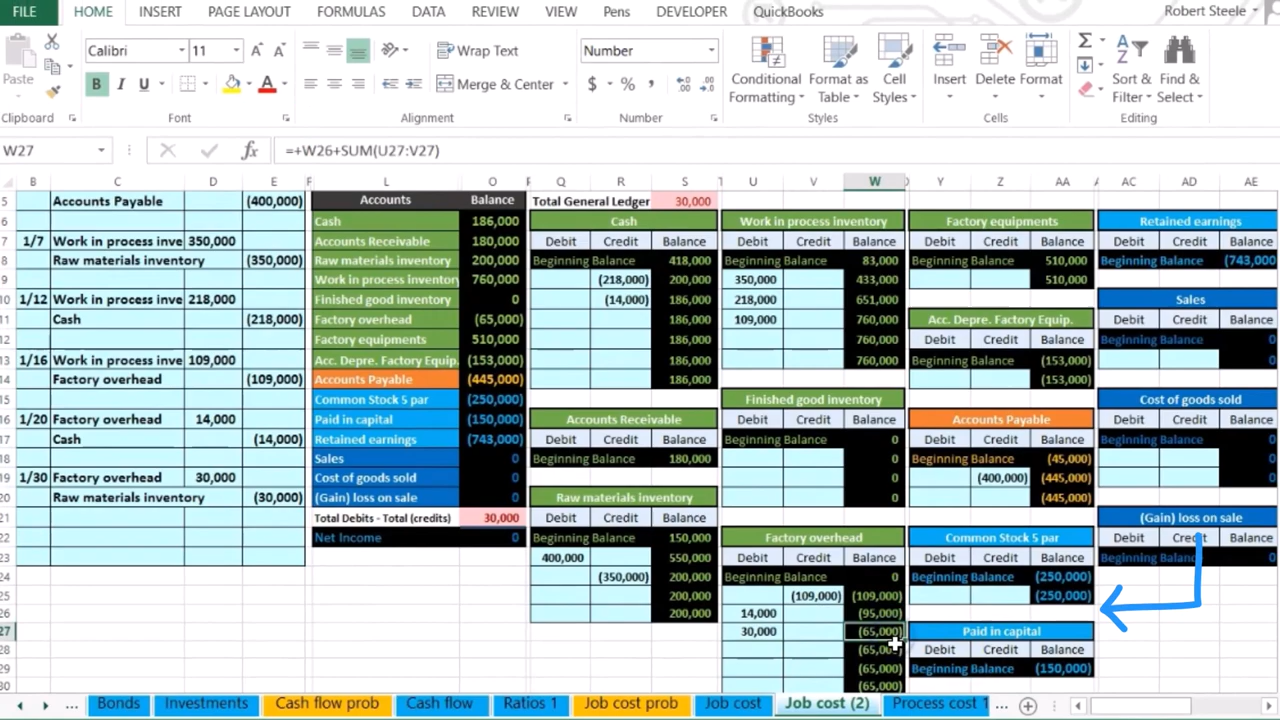 FILE HOME INSERT PAGE LAYOUT FORMULAS DATA REVIEW VIEW Pens DEVELOPER QuickBooks Robert Steele
Paste Calibri 11 Wrap Text Number Conditional Format as Cell Insert Delete Format Sort & Find &
B I U Merge & Center $ % Formatting Table Styles Filter Select
Clipboard Font Alignment Number Styles Cells Editing
W27 fx =+W26+SUM(U27:V27)
B C D E F L O Q R S U V W Y Z AA AC AD AE
5 Accounts Payable (400,000) Accounts Balance Total General Ledger 30,000
6 Cash 186,000 Cash Work in process inventory Factory equipments Retained earnings
7 1/7 Work in process inve 350,000 Accounts Receivable 180,000 Debit Credit Balance Debit Credit Balance Debit Credit Balance Debit Credit Balance
8 Raw materials inventory (350,000) Raw materials inventory 200,000 Beginning Balance 418,000 Beginning Balance 83,000 Beginning Balance 510,000 Beginning Balance (743,000
9 Work in process inventory 760,000 (218,000) 200,000 350,000 433,000 510,000
10 1/12 Work in process inve 218,000 Finished good inventory 0 (14,000) 186,000 218,000 651,000 Sales
11 Cash (218,000) Factory overhead (65,000) 186,000 109,000 760,000 Acc. Depre. Factory Equip. Debit Credit Balance
12 Factory equipments 510,000 186,000 760,000 Debit Credit Balance Beginning Balance 0
13 1/16 Work in process inve 109,000 Acc. Depre. Factory Equip. (153,000) 186,000 760,000 Beginning Balance (153,000) 0
14 Factory overhead (109,000) Accounts Payable (445,000) 186,000 (153,000) 0
15 Common Stock 5 par (250,000) Finished good inventory Cost of goods sold
16 1/20 Factory overhead 14,000 Paid in capital (150,000) Accounts Receivable Debit Credit Balance Accounts Payable Debit Credit Balance
17 Cash (14,000) Retained earnings (743,000) Debit Credit Balance Beginning Balance 0 Debit Credit Balance Beginning Balance 0
18 Sales 0 Beginning Balance 180,000 0 Beginning Balance (45,000) 0
19 1/30 Factory overhead 30,000 Cost of goods sold 0 0 (400,000) (445,000) 0
20 Raw materials inventory (30,000) (Gain) loss on sale 0 Raw materials inventory 0 (445,000)
21 Total Debits - Total (credits) 30,000 Debit Credit Balance (Gain) loss on sale
22 Net Income 0 Beginning Balance 150,000 Factory overhead Common Stock 5 par Debit Credit Balance
23 400,000 550,000 Debit Credit Balance Debit Credit Balance Beginning Balance 0
24 (350,000) 200,000 Beginning Balance 0 Beginning Balance (250,000)
25 200,000 (109,000) (109,000) (250,000)
26 200,000 14,000 (95,000)
27 30,000 (65,000) Paid in capital
28 (65,000) Debit Credit Balance
29 (65,000) Beginning Balance (150,000)
30 (65,000)
... Bonds Investments Cash flow prob Cash flow Ratios 1 Job cost prob Job cost Job cost (2) Process cost 1 ...